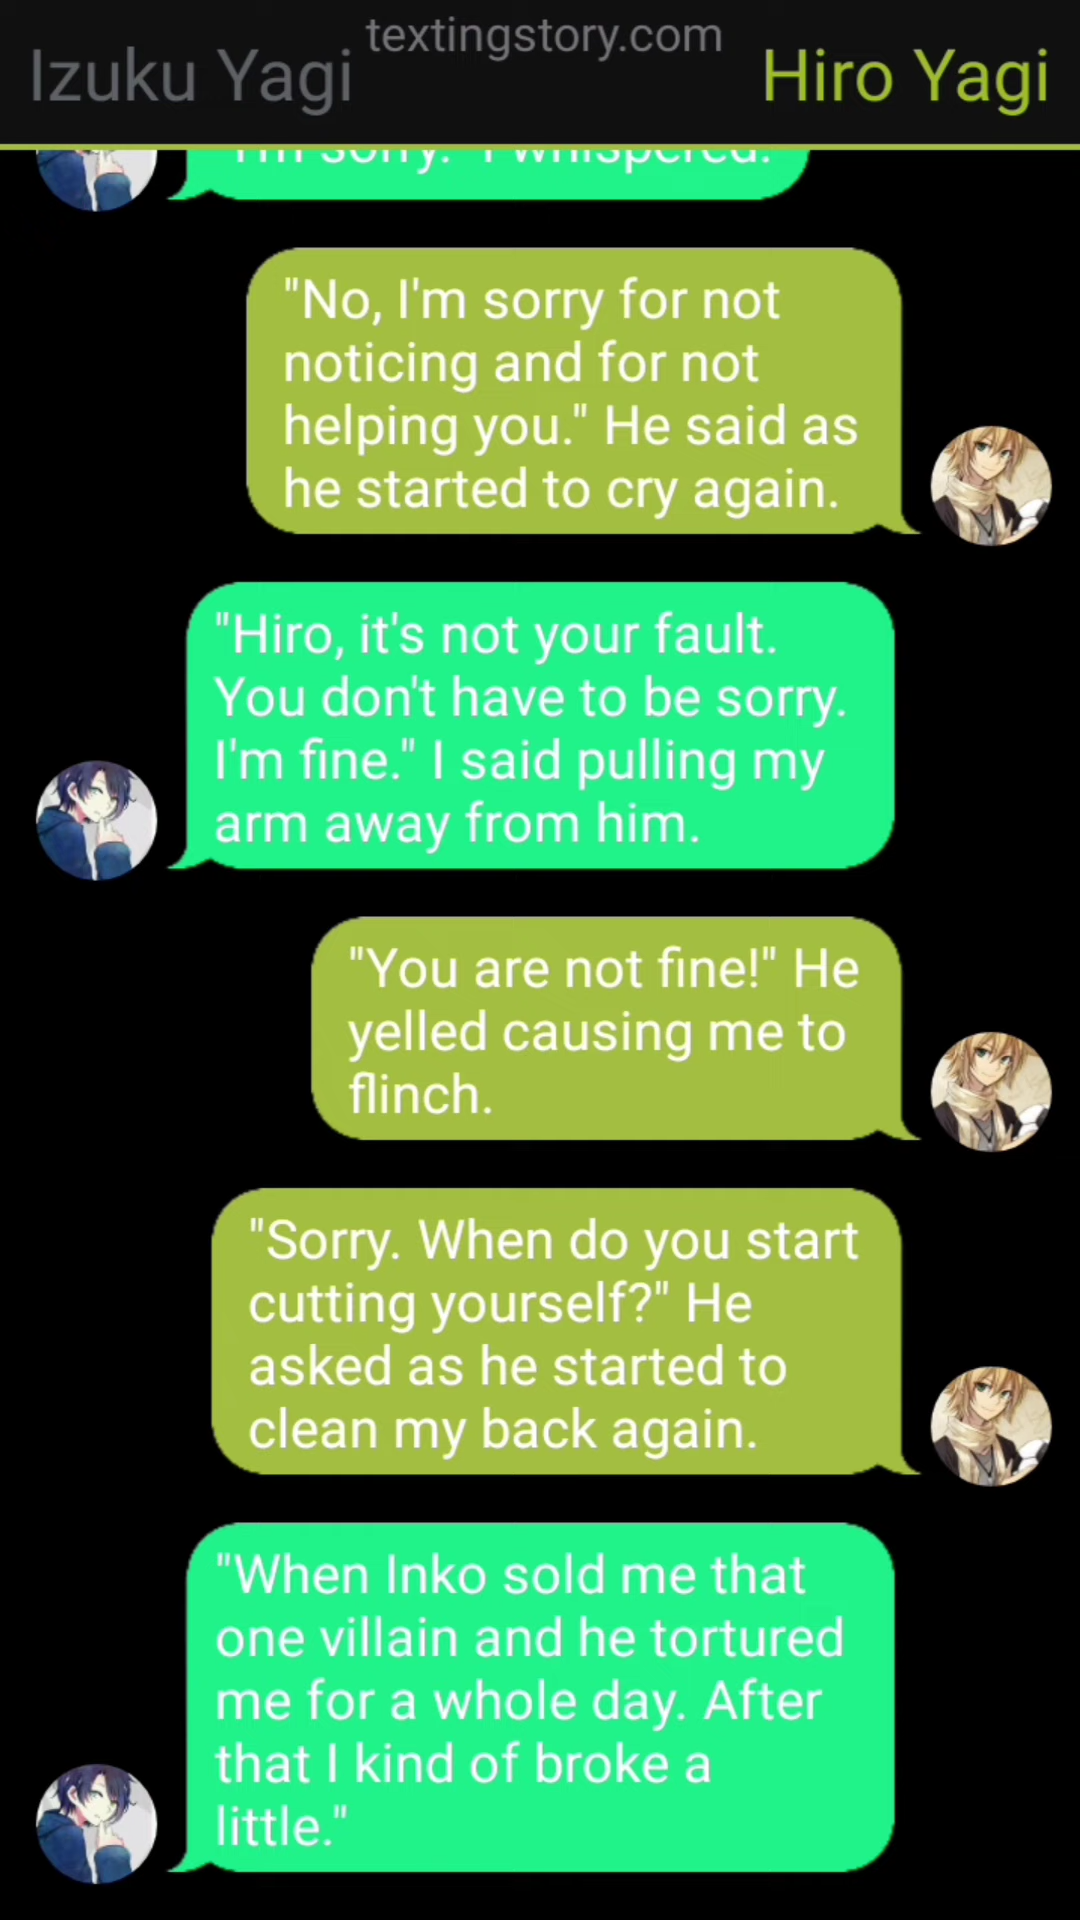 textingstory.com
Izuku Yagi
Hiro Yagi
I'm sorry." I whispered.
"No, I'm sorry for not
noticing and for not
helping you." He said as
he started to cry again.
"Hiro, it's not your fault.
You don't have to be sorry.
I'm fine." I said pulling my
arm away from him.
"You are not fine!" He
yelled causing me to
flinch.
"Sorry. When do you start
cutting yourself?" He
asked as he started to
clean my back again.
"When Inko sold me that
one villain and he tortured
me for a whole day. After
that I kind of broke a
little."